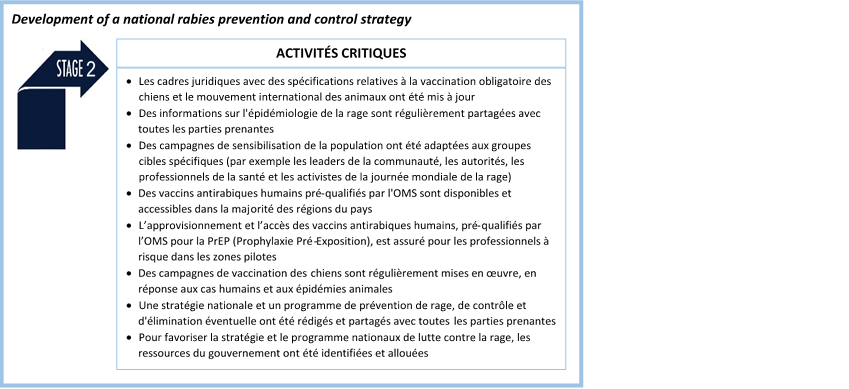 Development of a national rabies prevention and control strategy
STAGE 2
ACTIVITÉS CRITIQUES
• Les cadres juridiques avec des spécifications relatives à la vaccination obligatoire des
chiens et le mouvement international des animaux ont été mis à jour
• Des informations sur l'épidémiologie de la rage sont régulièrement partagées avec
toutes les parties prenantes
• Des campagnes de sensibilisation de la population ont été adaptées aux groupes
cibles spécifiques (par exemple les leaders de la communauté, les autorités, les
professionnels de la santé et les activistes de la journée mondiale de la rage)
• Des vaccins antirabiques humains pré-qualifiés par l'OMS sont disponibles et
accessibles dans la majorité des régions du pays
• L’approvisionnement et l’accès des vaccins antirabiques humains, pré-qualifiés par
l’OMS pour la PrEP (Prophylaxie Pré-Exposition), est assuré pour les professionnels à
risque dans les zones pilotes
• Des campagnes de vaccination des chiens sont régulièrement mises en œuvre, en
réponse aux cas humains et aux épidémies animales
• Une stratégie nationale et un programme de prévention de rage, de contrôle et
d'élimination éventuelle ont été rédigés et partagés avec toutes les parties prenantes
• Pour favoriser la stratégie et le programme nationaux de lutte contre la rage, les
ressources du gouvernement ont été identifiées et allouées